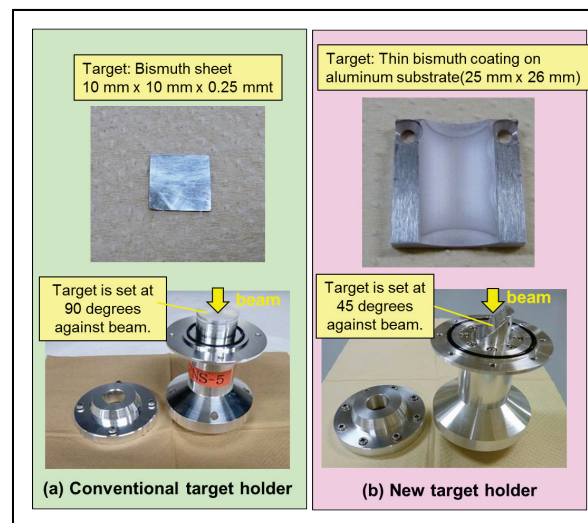 Target: Bismuth sheet
10 mm x 10 mm x 0.25 mmt
Target is set at
90 degrees
against beam.
beam
NS-5
(a) Conventional target holder
Target: Thin bismuth coating on
aluminum substrate(25 mm x 26 mm)
Target is set at
45 degrees
against beam.
beam
(b) New target holder